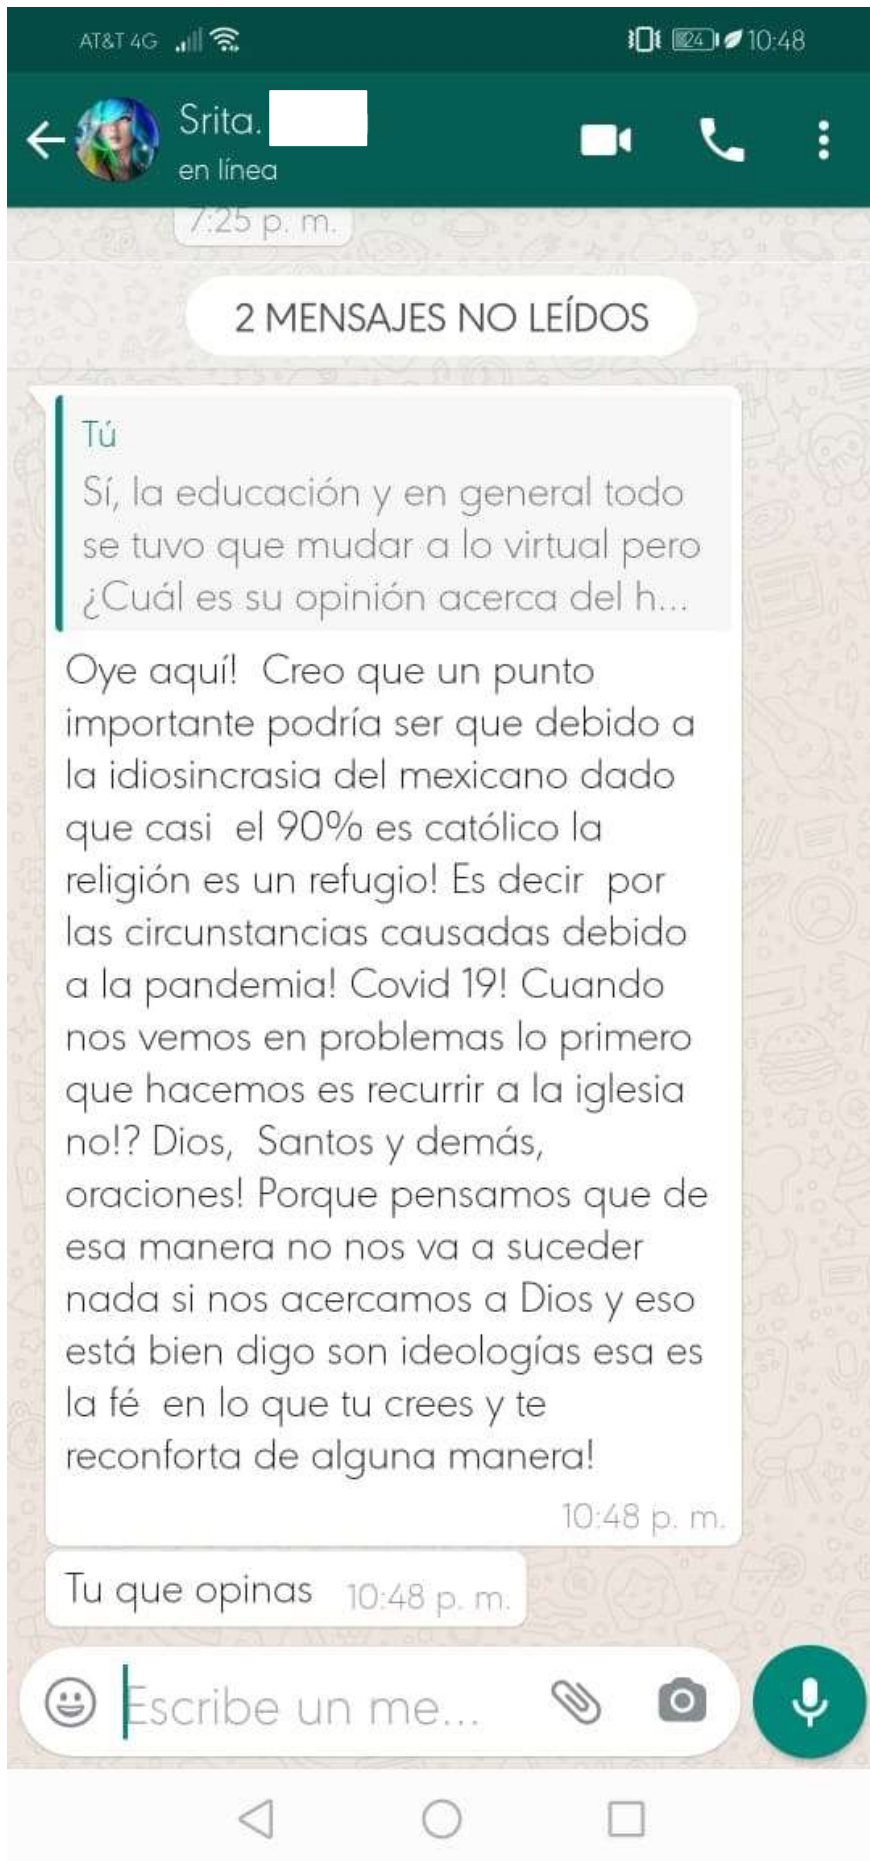 AT&T 4G 24 10:48
Srita.
en línea
7:25 p. m.
2 MENSAJES NO LEÍDOS
Tú
Sí, la educación y en general todo
se tuvo que mudar a lo virtual pero
¿Cuál es su opinión acerca del h...
Oye aquí!  Creo que un punto
importante podría ser que debido a
la idiosincrasia del mexicano dado
que casi  el 90% es católico la
religión es un refugio! Es decir  por
las circunstancias causadas debido
a la pandemia! Covid 19! Cuando
nos vemos en problemas lo primero
que hacemos es recurrir a la iglesia
no!? Dios,  Santos y demás,
oraciones! Porque pensamos que de
esa manera no nos va a suceder
nada si nos acercamos a Dios y eso
está bien digo son ideologías esa es
la fé  en lo que tu crees y te
reconforta de alguna manera!
10:48 p. m.
Tu que opinas 10:48 p. m.
Escribe un me...